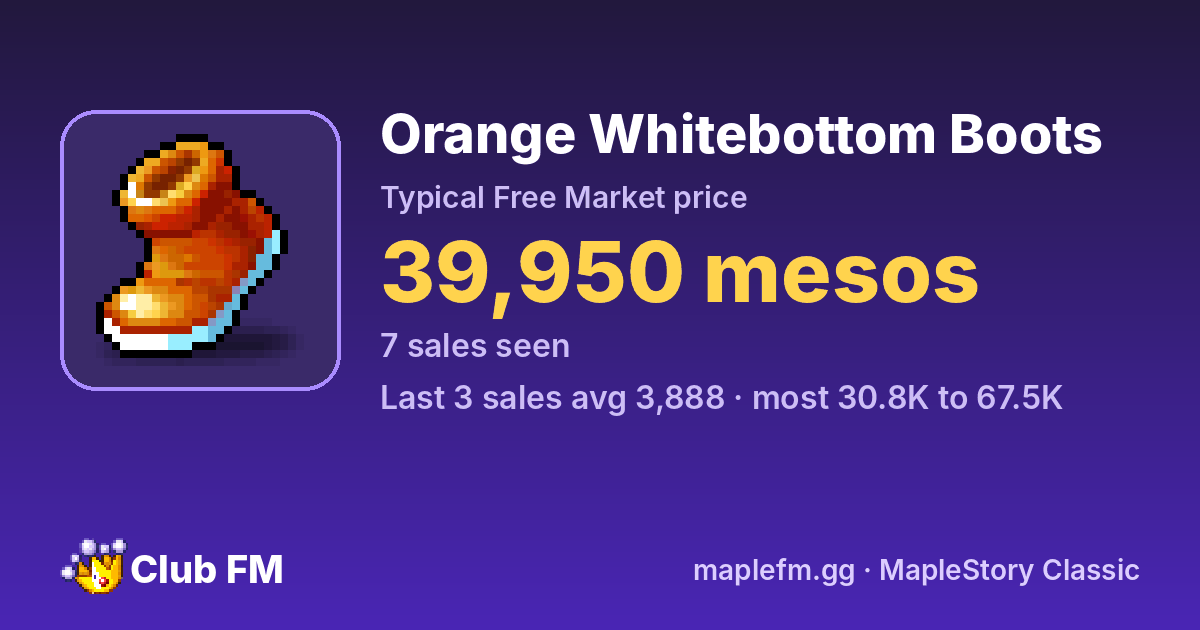 Orange Whitebottom Boots
Typical Free Market price
39,950 mesos
7 sales seen
Last 3 sales avg 3,888 · most 30.8K to 67.5K
Club FM
maplefm.gg · MapleStory Classic